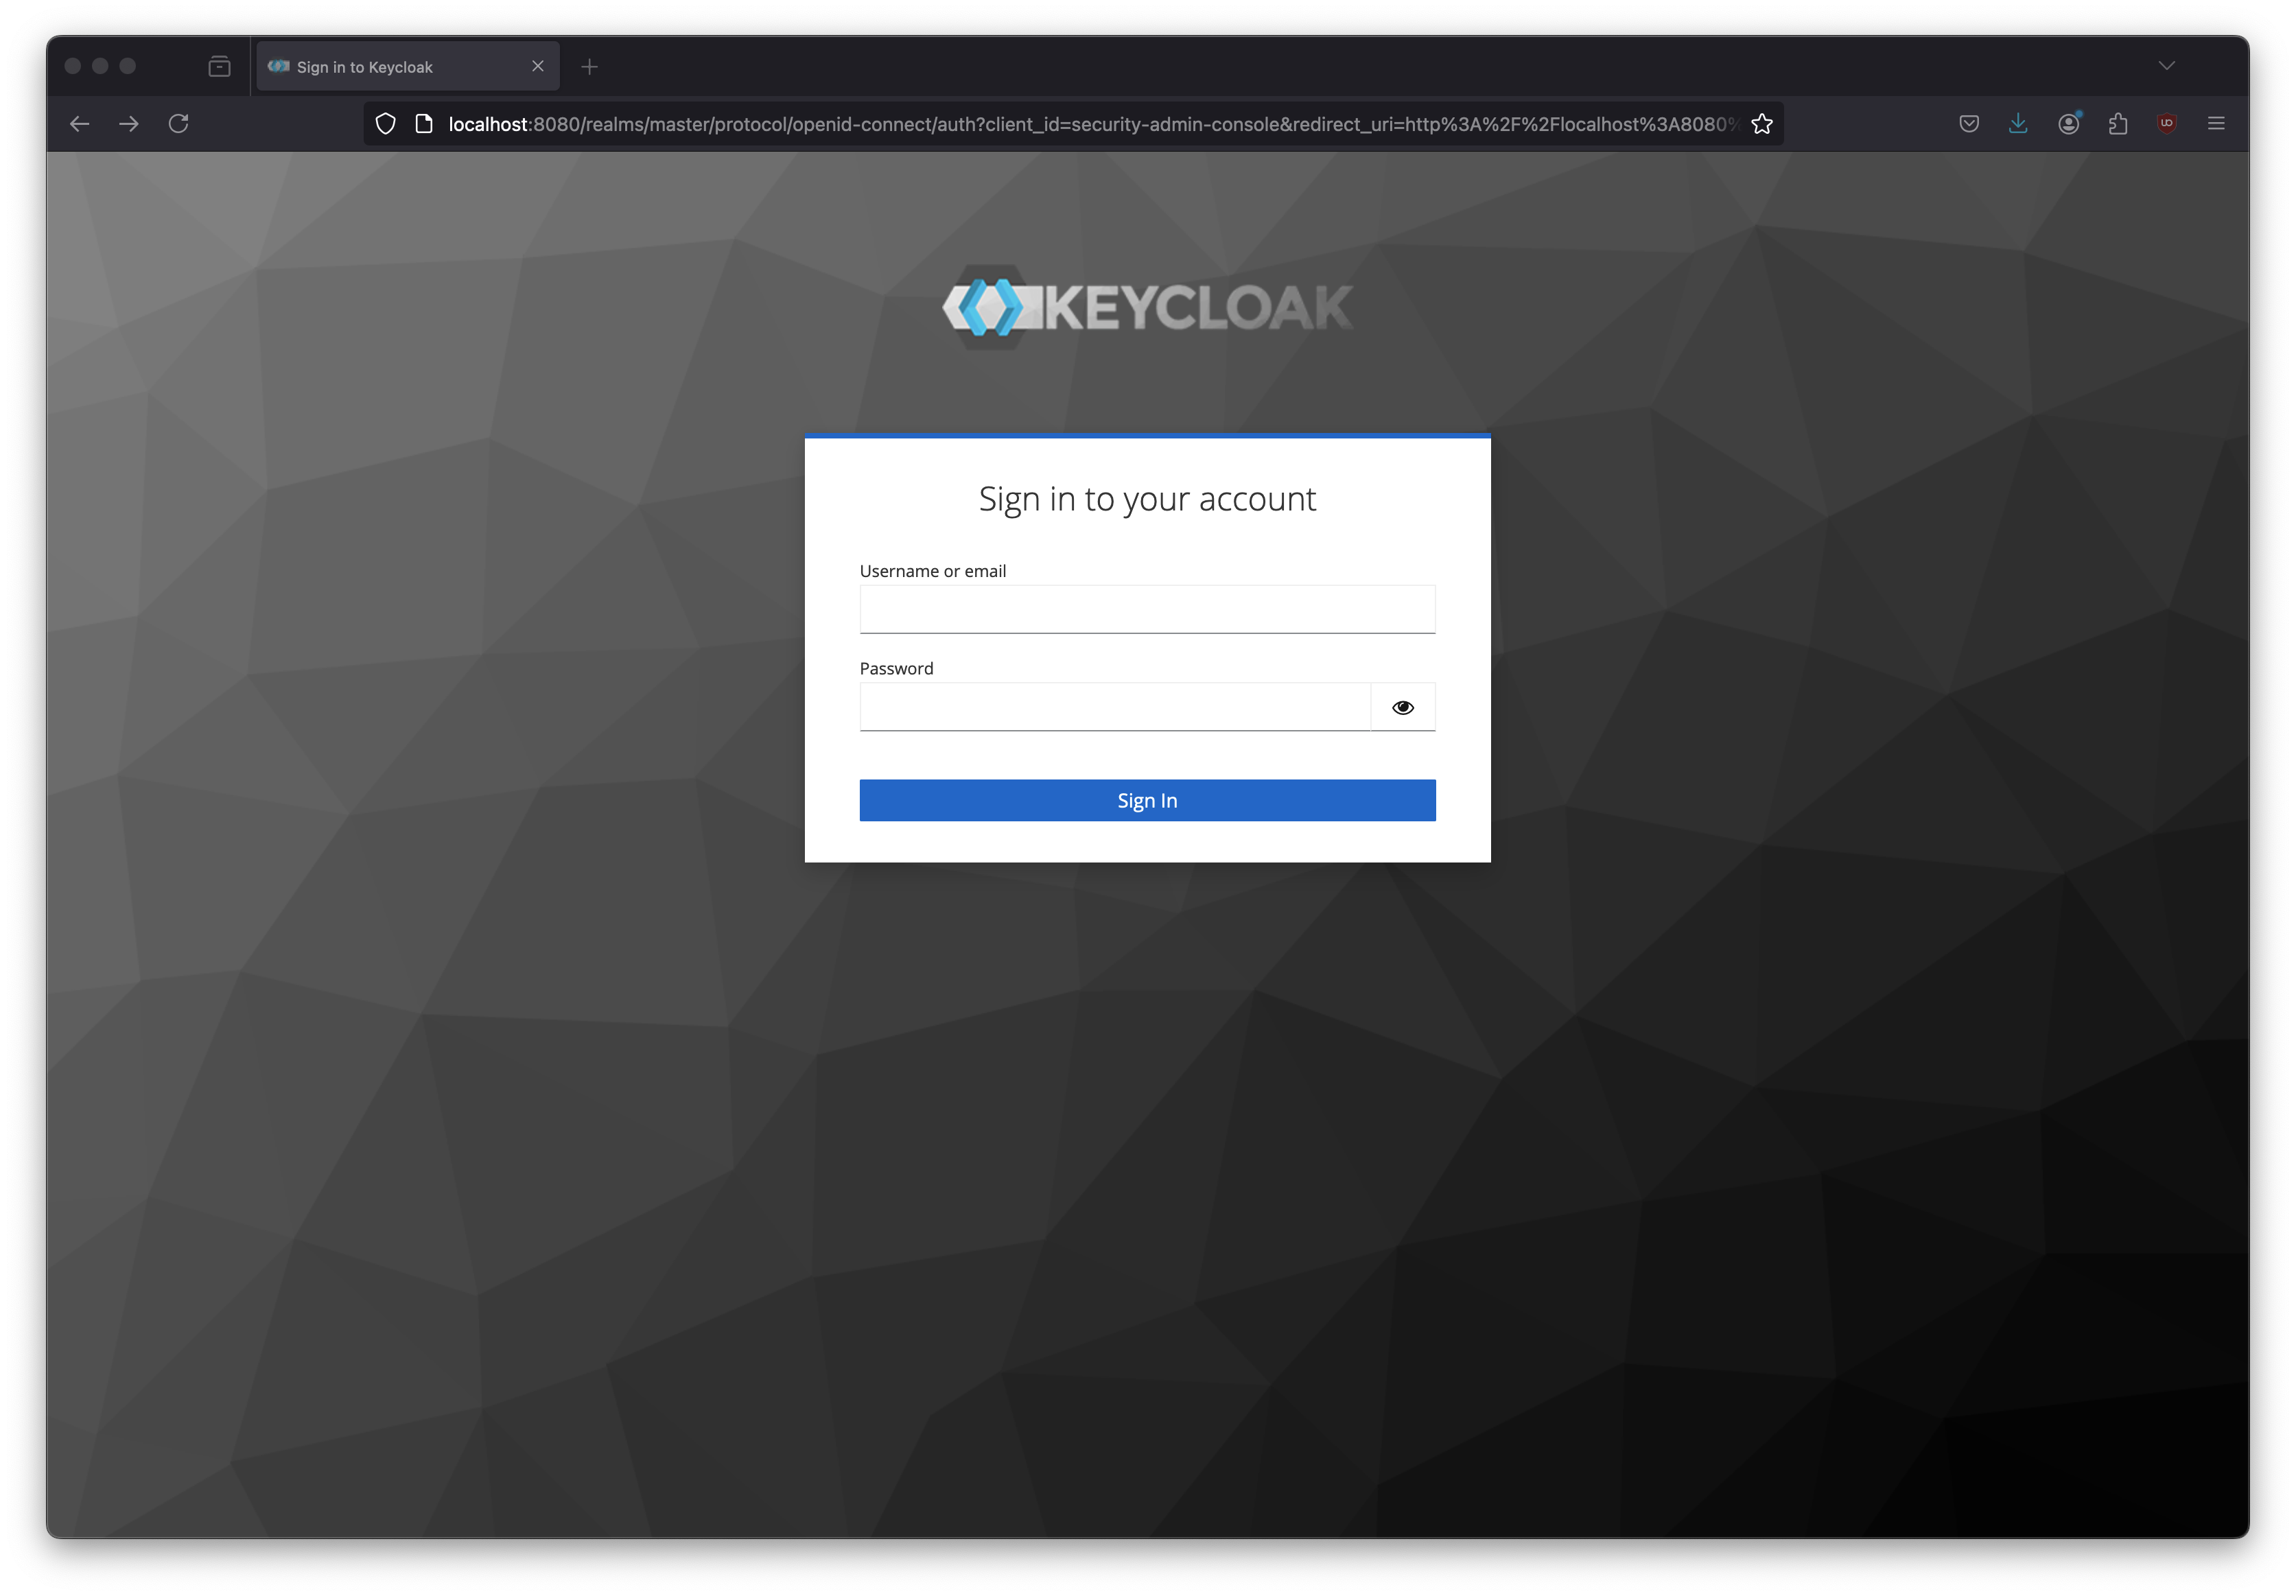 Sign in to Keycloak
localhost:8080/realms/master/protocol/openid-connect/auth?client_id=security-admin-console&redirect_uri=http%3A%2F%2Flocalhost%3A8080%
KEYCLOAK
Sign in to your account
Username or email
Password
Sign In